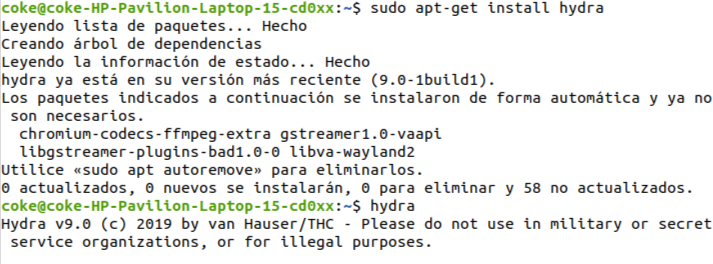 coke@coke-HP-Pavilion-Laptop-15-cd0xx:~$ sudo apt-get install hydra
Leyendo lista de paquetes... Hecho
Creando árbol de dependencias
Leyendo la información de estado... Hecho
hydra ya está en su versión más reciente (9.0-1build1).
Los paquetes indicados a continuación se instalaron de forma automática y ya no
 son necesarios.
  chromium-codecs-ffmpeg-extra gstreamer1.0-vaapi
  libgstreamer-plugins-bad1.0-0 libva-wayland2
Utilice «sudo apt autoremove» para eliminarlos.
0 actualizados, 0 nuevos se instalarán, 0 para eliminar y 58 no actualizados.
coke@coke-HP-Pavilion-Laptop-15-cd0xx:~$ hydra
Hydra v9.0 (c) 2019 by van Hauser/THC - Please do not use in military or secret
 service organizations, or for illegal purposes.